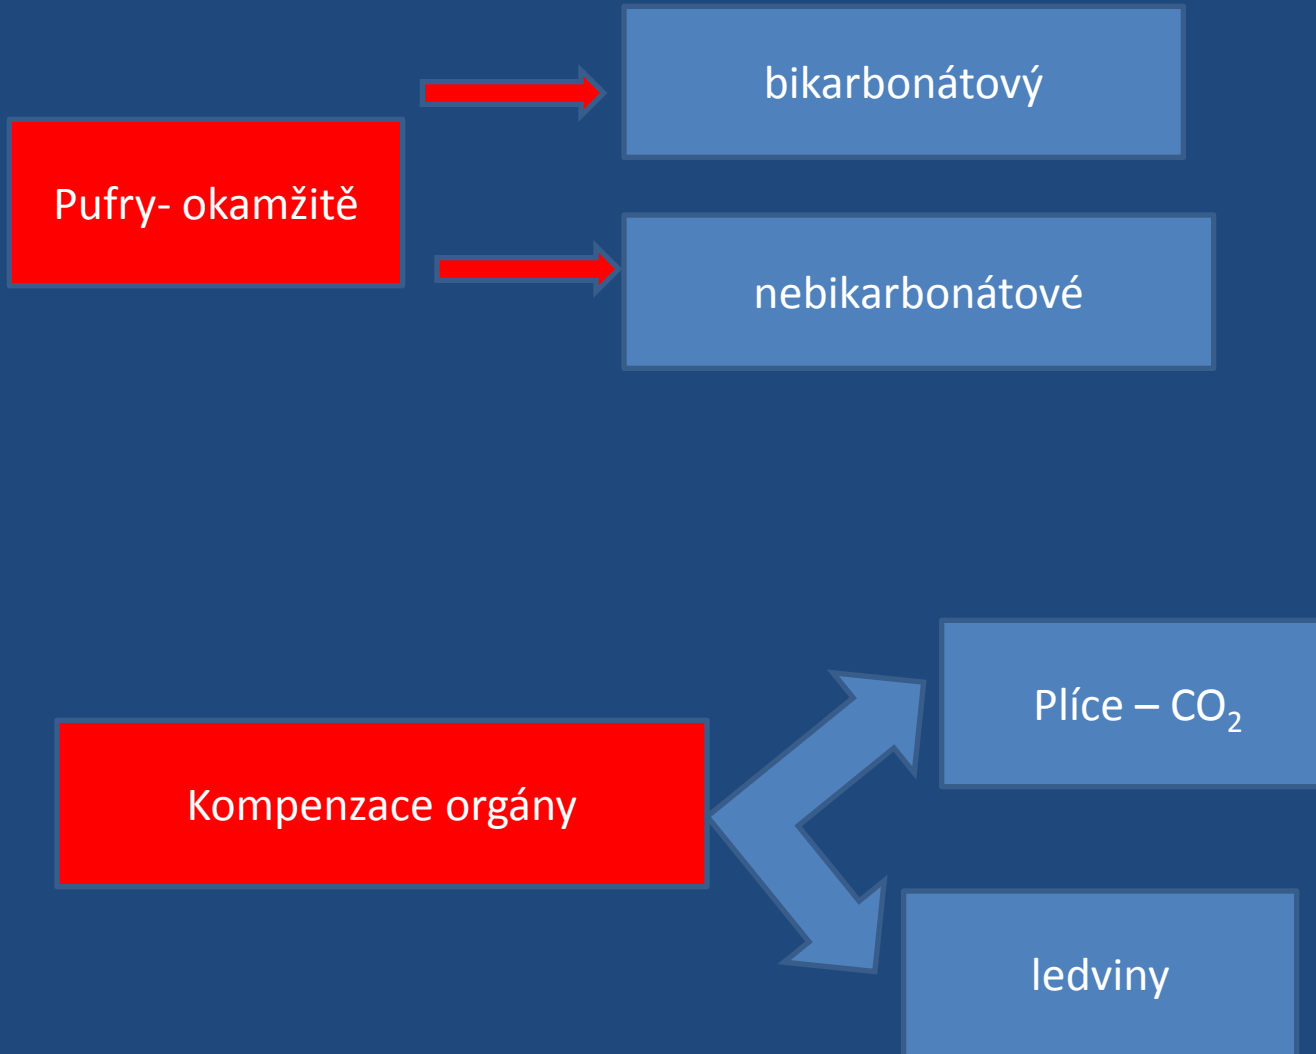 bikarbonátový
Pufry- okamžitě
nebikarbonátové
Plíce – CO₂
Kompenzace orgány
ledviny